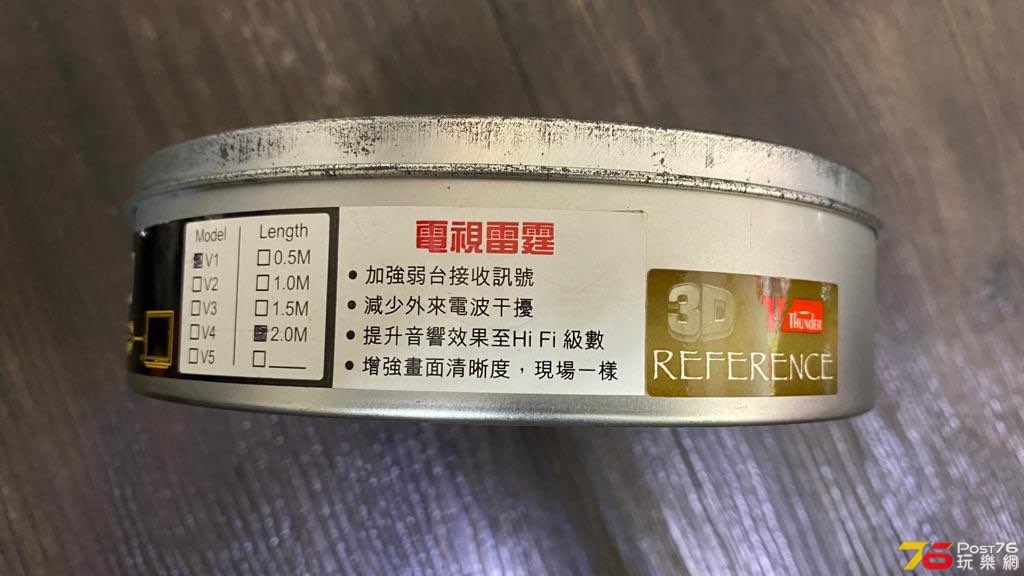 Model
V1
V2
V3
V4
V5
Length
0.5M
1.0M
1.5M
2.0M
電視雷霆
• 加強弱台接收訊號
• 減少外來電波干擾
• 提升音響效果至Hi Fi 級數
• 增強畫面清晰度，現場一樣
3D
THUNDER
REFERENCE
76 POST76
玩樂網